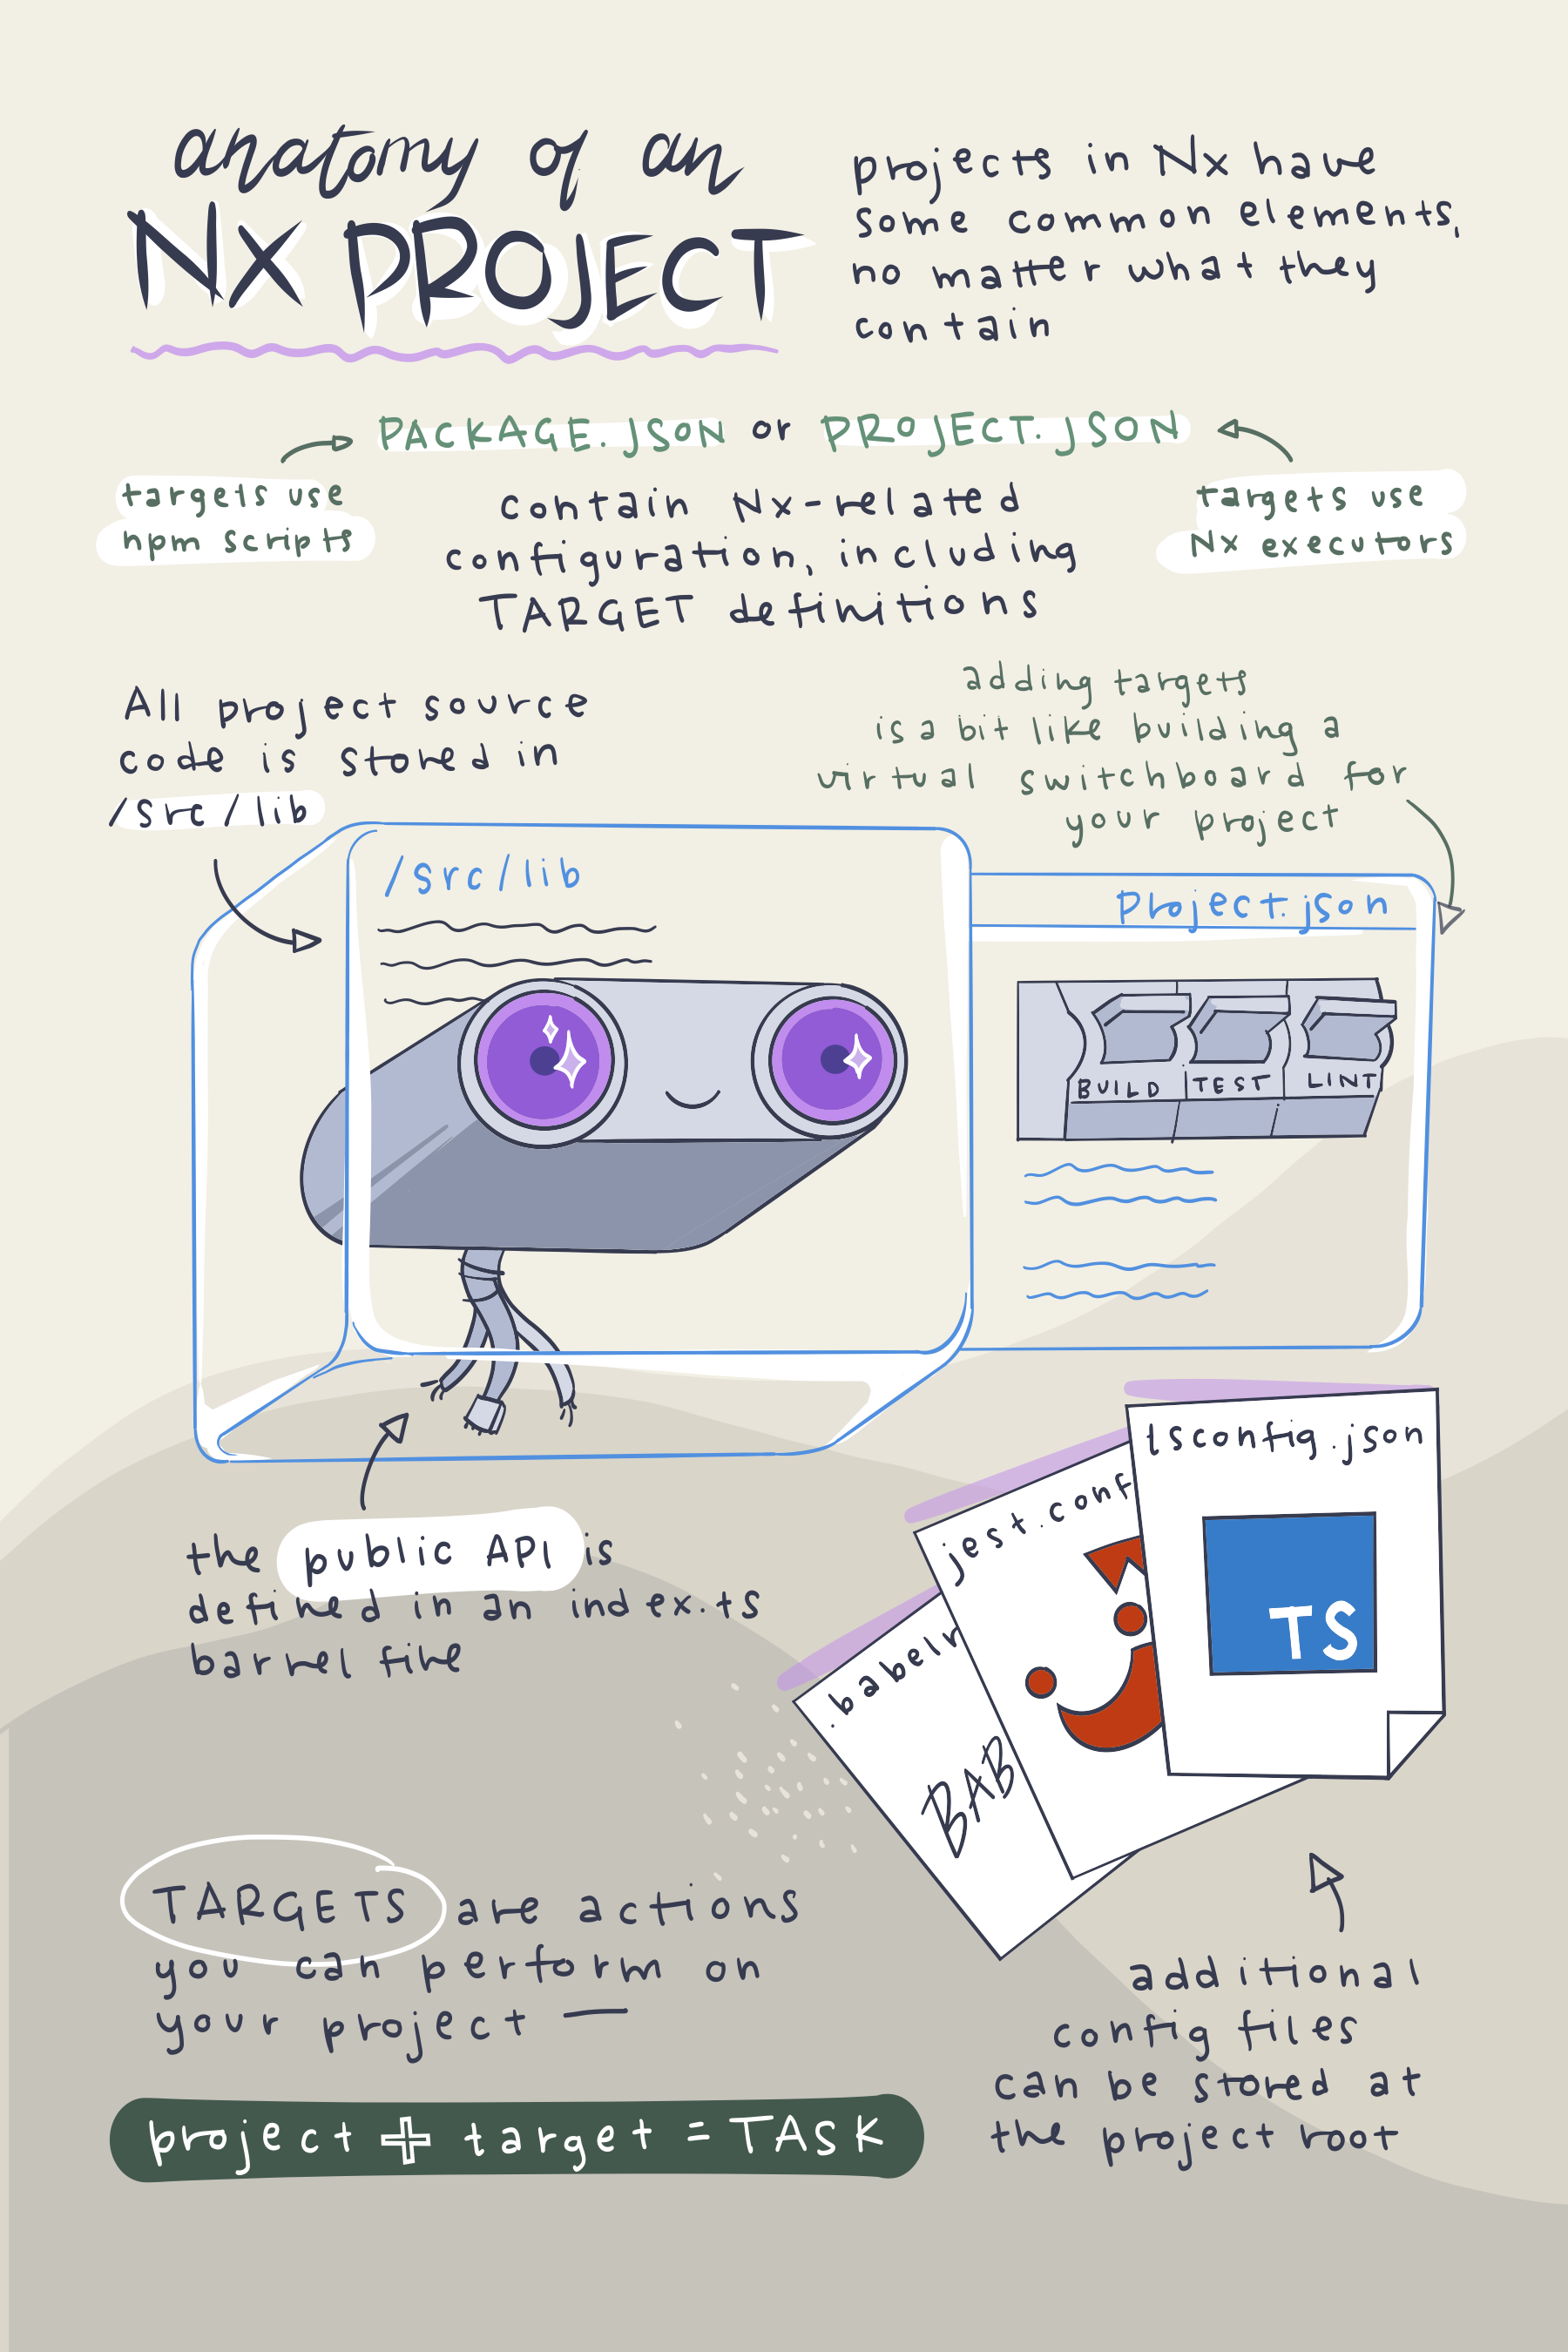 anatomy of an
Nx PROJECT
projects in Nx have
some common elements,
no matter what they
contain
PACKAGE.JSON or PROJECT.JSON
targets use
npm scripts
contain Nx-related
configuration, including
TARGET definitions
targets use
Nx executors
All project source
code is stored in
/src/lib
adding targets
is a bit like building a
virtual switchboard for
your project
/src/lib
Project.json
BUILD TEST LINT
the public API is
defined in an index.ts
barrel file
tsconfig.json
TS
jest.conf
.babelr
BAB
TARGETS are actions
you can perform on
your project —
project + target = TASK
additional
config files
can be stored at
the project root